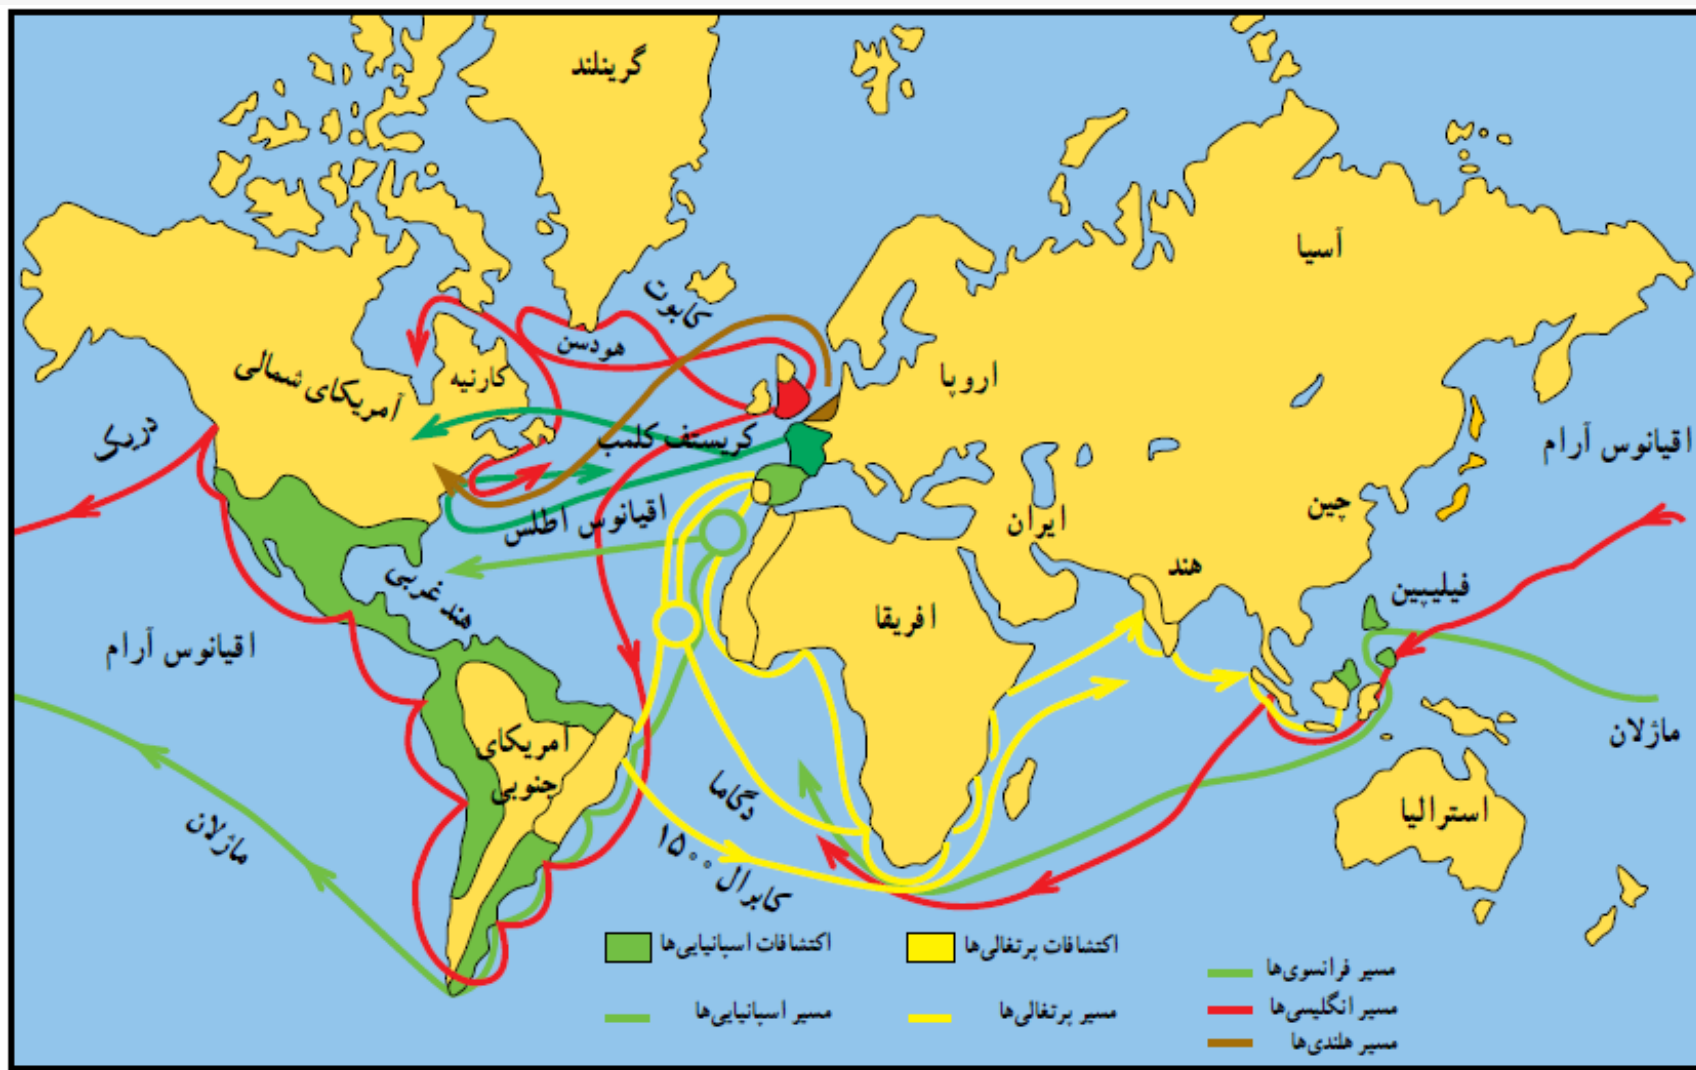 گرینلند
آسیا
کابوت
هودسن
کارنیه
آمریکای شمالی
اروپا
دریک
کریستف کلمب
اقیانوس آرام
اقیانوس اطلس
ایران
چین
هند
هند غربی
فیلیپین
افریقا
اقیانوس آرام
آمریکای
جنوبی
ماژلان
دگاما
استرالیا
ماژلان
کابرال ۱۵۰۰
اکتشافات اسپانیایی‌ها
اکتشافات پرتغالی‌ها
مسیر فرانسوی‌ها
مسیر اسپانیایی‌ها
مسیر پرتغالی‌ها
مسیر انگلیسی‌ها
مسیر هلندی‌ها